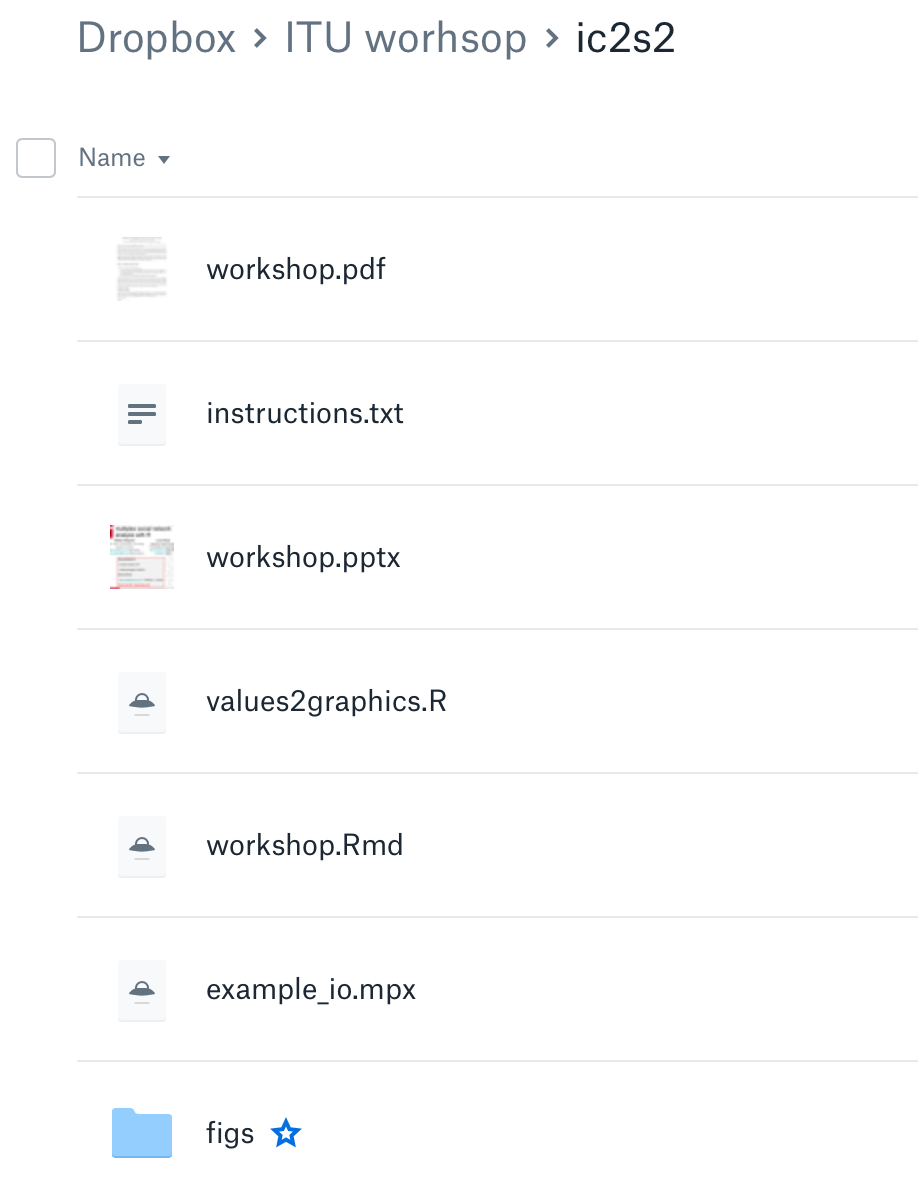 Dropbox > ITU worhsop > ic2s2
Name
workshop.pdf
instructions.txt
workshop.pptx
values2graphics.R
workshop.Rmd
example_io.mpx
figs